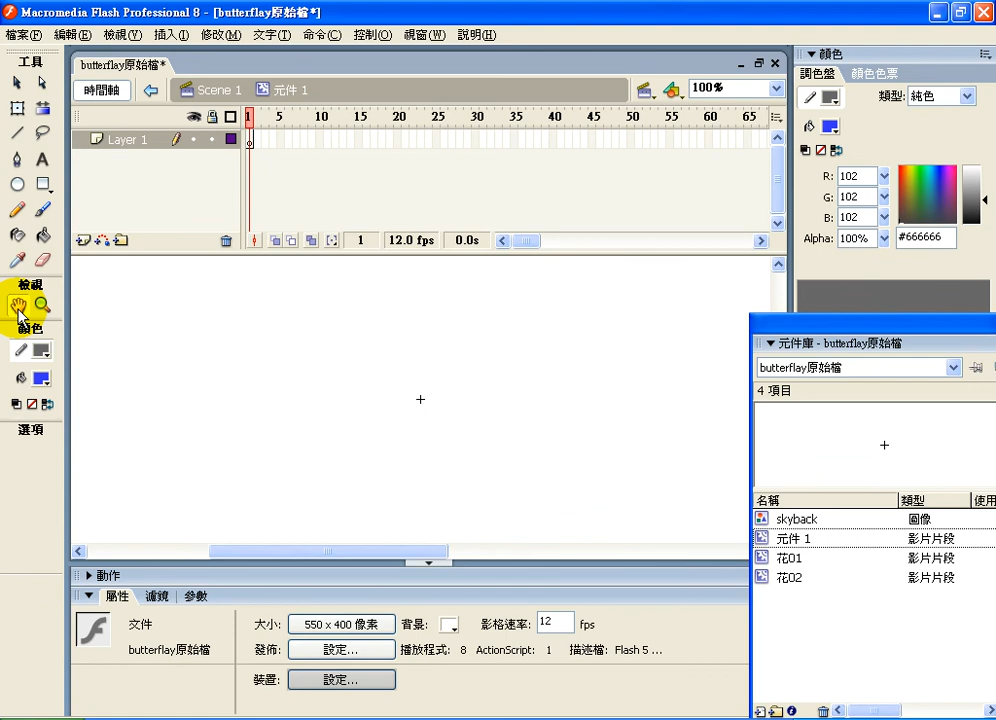 Macromedia Flash Professional 8 - [butterflay原始檔*]
檔案(F) 編輯(E) 檢視(V) 插入(I) 修改(M) 文字(T) 命令(C) 控制(O) 視窗(W) 說明(H)
工具
butterflay原始檔*
時間軸 Scene 1 元件 1 100%
1 5 10 15 20 25 30 35 40 45 50 55 60 65
Layer 1
1 12.0 fps 0.0s
檢視
顏色
選項
顏色
調色盤 顏色色票
類型: 純色
R: 102
G: 102
B: 102
Alpha: 100% #666666
元件庫 - butterflay原始檔
butterflay原始檔
4 項目
名稱 類型 使用
skyback 圖像
元件 1 影片片段
花01 影片片段
花02 影片片段
動作
屬性 濾鏡 參數
文件 大小: 550 x 400 像素 背景: 影格速率: 12 fps
butterflay原始檔 發佈: 設定... 播放程式: 8 ActionScript: 1 描述檔: Flash 5 ...
裝置: 設定...